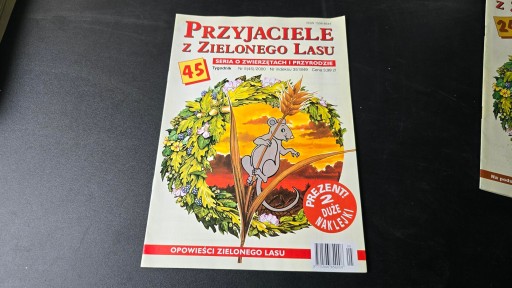 PRZYJACIELE
Z ZIELONEGO LASU
SERIA O ZWIERZĘTACH I PRZYRODZIE
45
Tygodnik
PREZENT!
2
DUŻE
NAKLEJKI
OPOWIEŚCI ZIELONEGO LASU